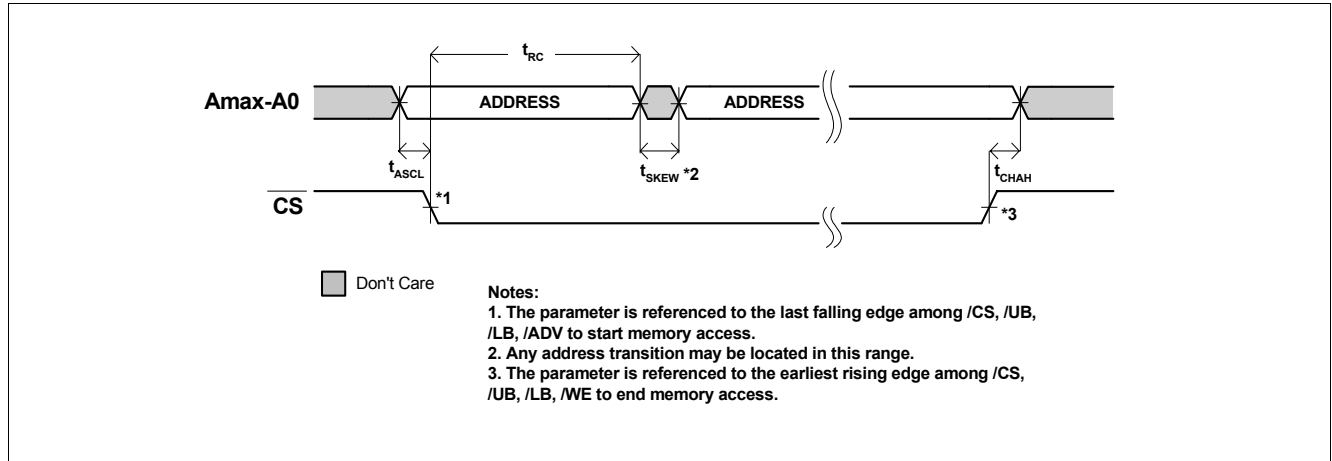 tRC
Amax-A0
ADDRESS
ADDRESS
tASCL
tSKEW *2
tCHAH
CS
*1
*3
Don't Care
Notes:
1. The parameter is referenced to the last falling edge among /CS, /UB,
/LB, /ADV to start memory access.
2. Any address transition may be located in this range.
3. The parameter is referenced to the earliest rising edge among /CS,
/UB, /LB, /WE to end memory access.